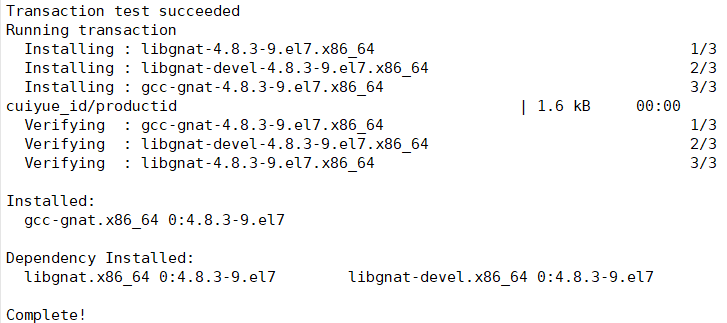 Transaction test succeeded
Running transaction
  Installing : libgnat-4.8.3-9.el7.x86_64                                   1/3
  Installing : libgnat-devel-4.8.3-9.el7.x86_64                             2/3
  Installing : gcc-gnat-4.8.3-9.el7.x86_64                                  3/3
cuiyue_id/productid                                      | 1.6 kB     00:00
  Verifying  : gcc-gnat-4.8.3-9.el7.x86_64                                  1/3
  Verifying  : libgnat-devel-4.8.3-9.el7.x86_64                             2/3
  Verifying  : libgnat-4.8.3-9.el7.x86_64                                   3/3

Installed:
  gcc-gnat.x86_64 0:4.8.3-9.el7

Dependency Installed:
  libgnat.x86_64 0:4.8.3-9.el7        libgnat-devel.x86_64 0:4.8.3-9.el7

Complete!